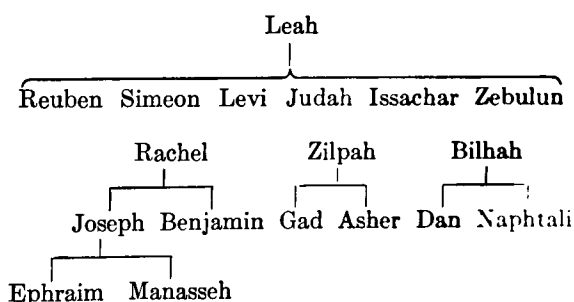 Leah
Reuben Simeon Levi Judah Issachar Zebulun
Rachel Zilpah Bilhah
Joseph Benjamin Gad Asher Dan Naphtali
Ephraim Manasseh